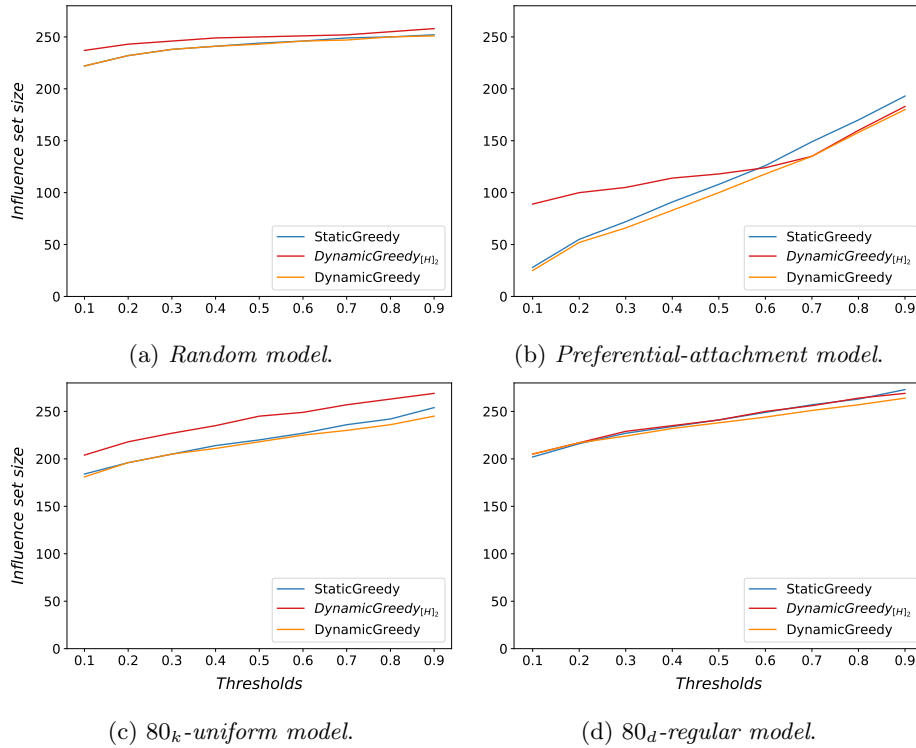 Influence set size
250
200
150
100
50
0
0.1 0.2 0.3 0.4 0.5 0.6 0.7 0.8 0.9
StaticGreedy
DynamicGreedy[H]₂
DynamicGreedy
(a) Random model.
250
200
150
100
50
0
0.1 0.2 0.3 0.4 0.5 0.6 0.7 0.8 0.9
StaticGreedy
DynamicGreedy[H]₂
DynamicGreedy
(b) Preferential-attachment model.
Influence set size
250
200
150
100
50
0
0.1 0.2 0.3 0.4 0.5 0.6 0.7 0.8 0.9
Thresholds
StaticGreedy
DynamicGreedy[H]₂
DynamicGreedy
(c) 80ₖ-uniform model.
250
200
150
100
50
0
0.1 0.2 0.3 0.4 0.5 0.6 0.7 0.8 0.9
Thresholds
StaticGreedy
DynamicGreedy[H]₂
DynamicGreedy
(d) 80d-regular model.